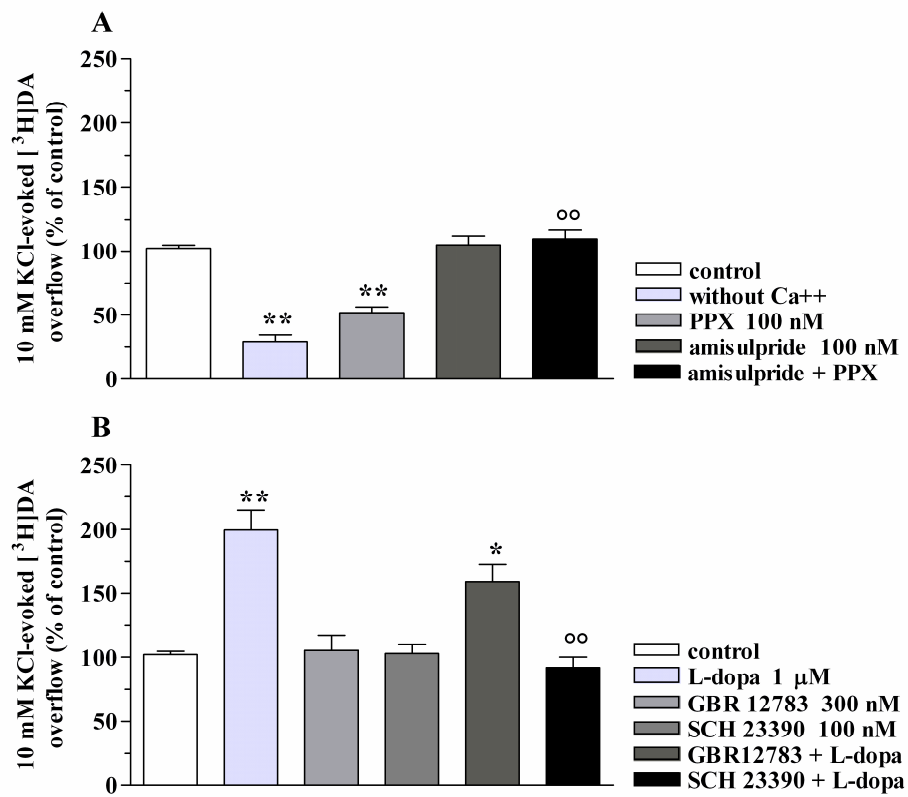 A
10 mM KCl-evoked [ ³H]DA
overflow (% of control)
250
200
150
100
50
0
**
**
°°
control
without Ca++
PPX 100 nM
amisulpride 100 nM
amisulpride + PPX
B
10 mM KCl-evoked [ ³H]DA
overflow (% of control)
250
200
150
100
50
0
**
*
°°
control
L-dopa 1 µM
GBR 12783 300 nM
SCH 23390 100 nM
GBR12783 + L-dopa
SCH 23390 + L-dopa